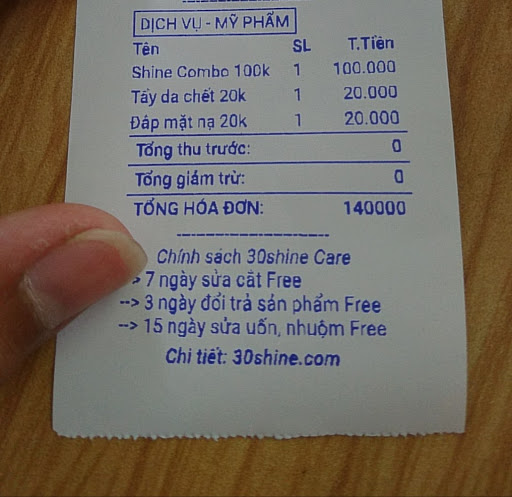 DỊCH VỤ - MỸ PHẨM
Tên SL T.Tiền
Shine Combo 100k 1 100.000
Tẩy da chết 20k 1 20.000
Đắp mặt nạ 20k 1 20.000
Tổng thu trước: 0
Tổng giảm trừ: 0
TỔNG HÓA ĐƠN: 140000
--------------------
Chính sách 30shine Care
> 7 ngày sửa cắt Free
--> 3 ngày đổi trả sản phẩm Free
--> 15 ngày sửa uốn, nhuộm Free
Chi tiết: 30shine.com